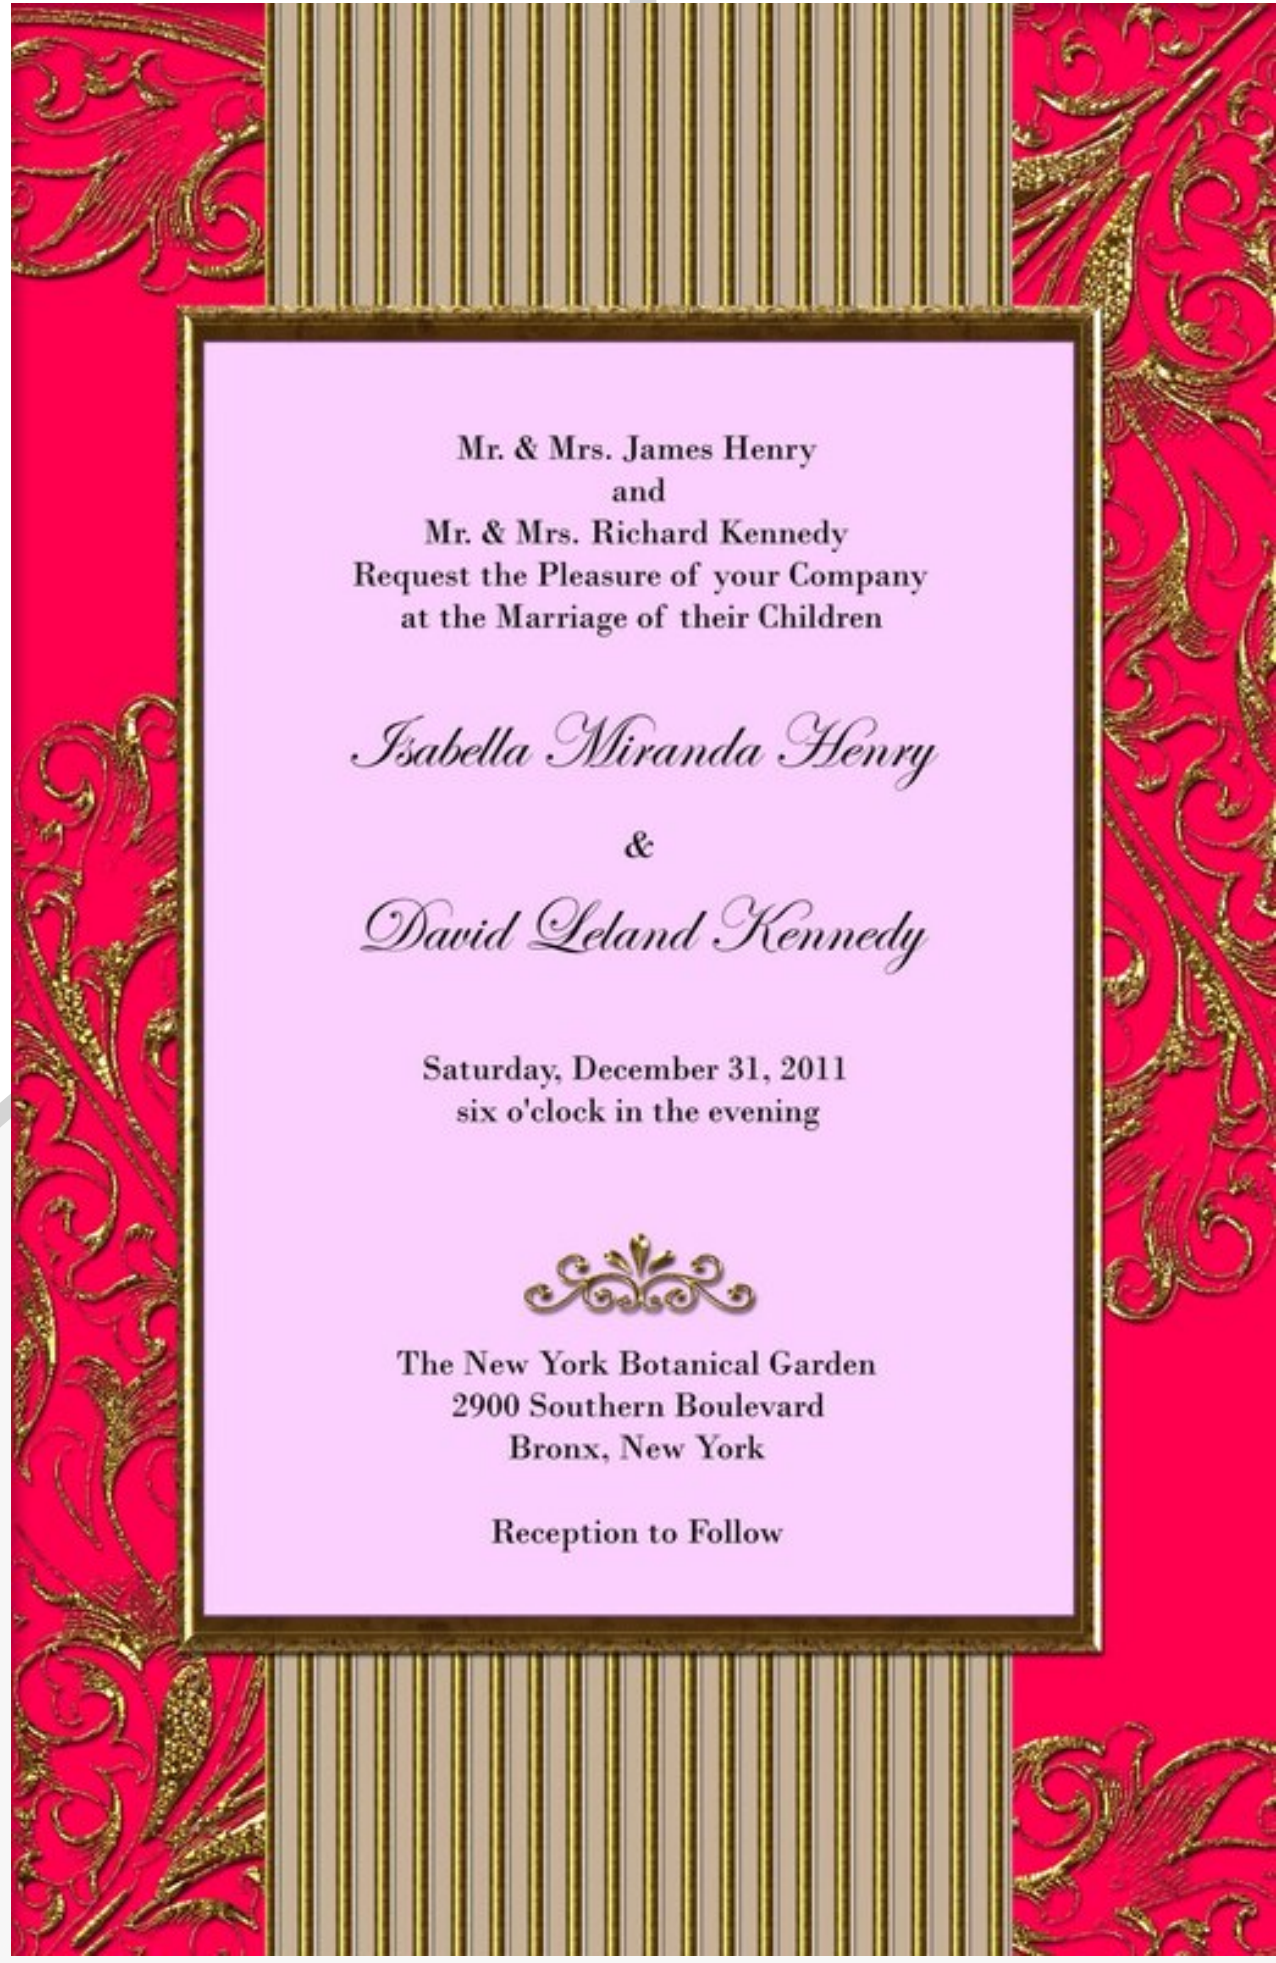 Mr. & Mrs. James Henry
and
Mr. & Mrs. Richard Kennedy
Request the Pleasure of your Company
at the Marriage of their Children
Isabella Miranda Henry
&
David Leland Kennedy
Saturday, December 31, 2011
six o'clock in the evening
The New York Botanical Garden
2900 Southern Boulevard
Bronx, New York
Reception to Follow